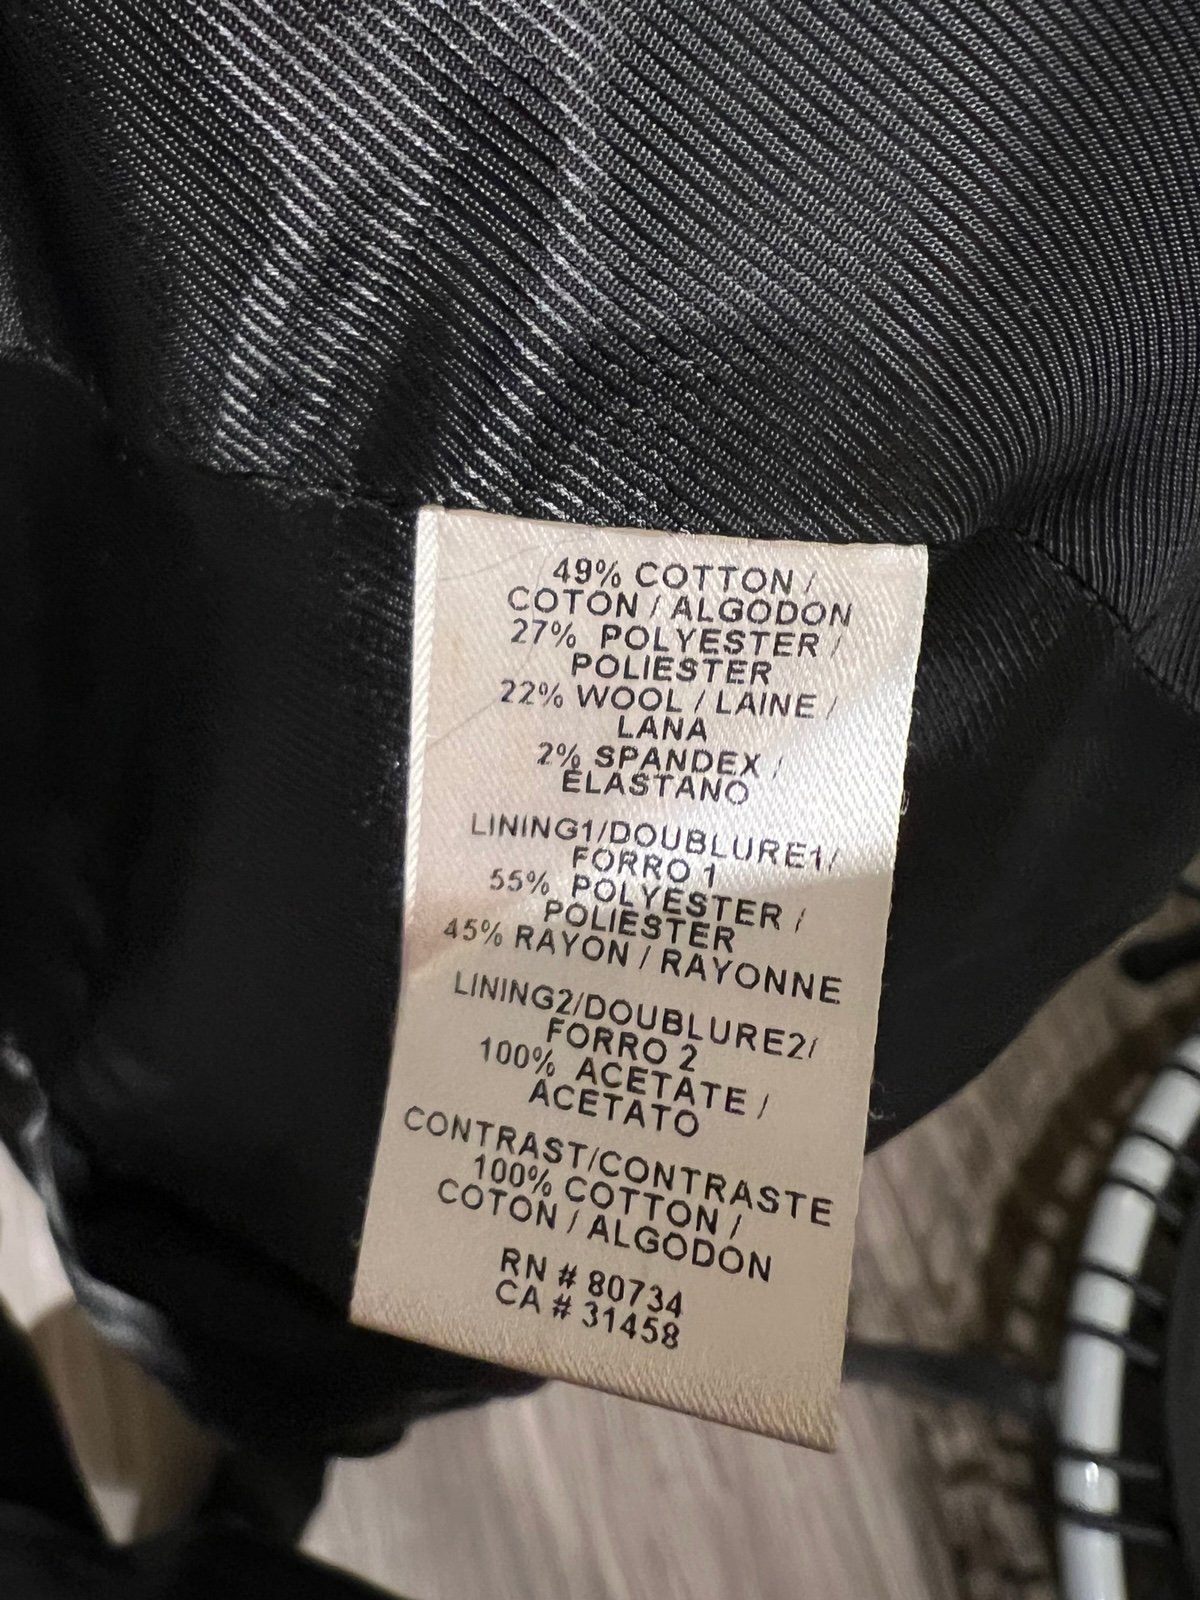 49% COTTON /
COTON / ALGODON
27% POLYESTER /
POLIESTER
22% WOOL / LAINE /
LANA
2% SPANDEX /
ELASTANO
LINING1/DOUBLURE1/
FORRO 1
55% POLYESTER /
POLIESTER
45% RAYON / RAYONNE
LINING2/DOUBLURE2/
FORRO 2
100% ACETATE /
ACETATO
CONTRAST/CONTRASTE
100% COTTON /
COTON / ALGODON
RN # 80734
CA # 31458